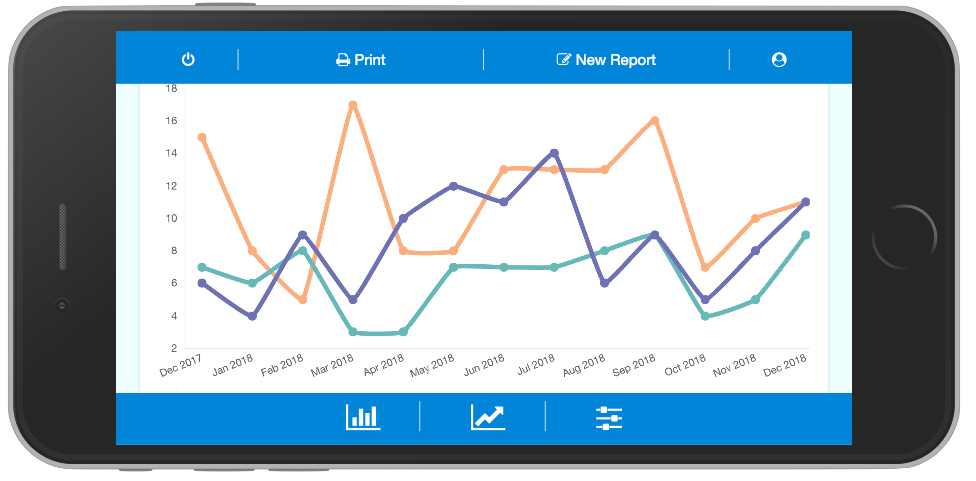 Print
New Report
18
16
14
12
10
8
6
4
2
Dec 2017
Jan 2018
Feb 2018
Mar 2018
Apr 2018
May 2018
Jun 2018
Jul 2018
Aug 2018
Sep 2018
Oct 2018
Nov 2018
Dec 2018